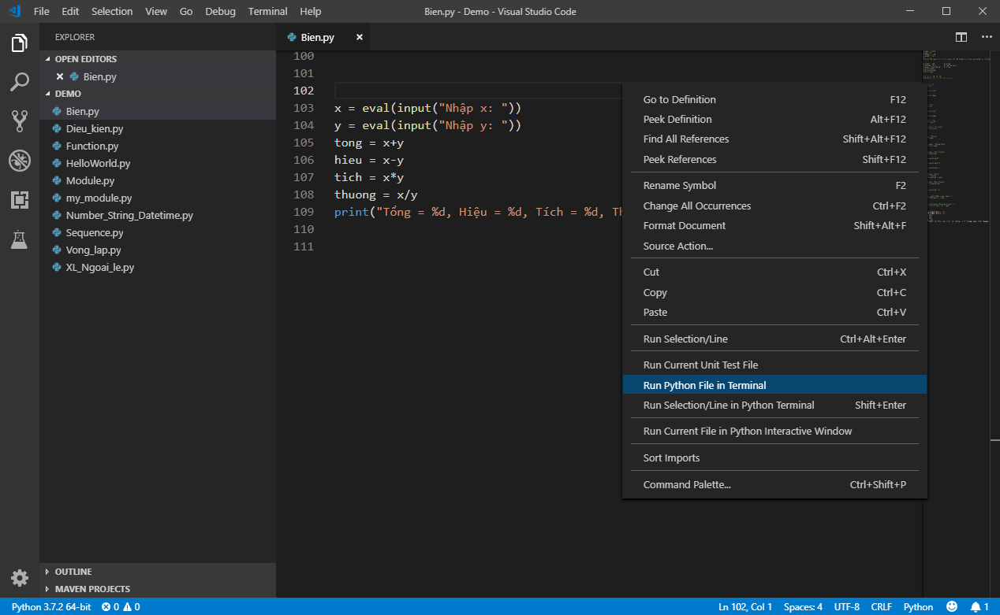 File Edit Selection View Go Debug Terminal Help Bien.py - Demo - Visual Studio Code
EXPLORER
OPEN EDITORS
Bien.py
DEMO
Bien.py
Dieu_kien.py
Function.py
HelloWorld.py
Module.py
my_module.py
Number_String_Datetime.py
Sequence.py
Vong_lap.py
XL_Ngoai_le.py
OUTLINE
MAVEN PROJECTS
Bien.py
100
101
102
103 x = eval(input("Nhập x: "))
104 y = eval(input("Nhập y: "))
105 tong = x+y
106 hieu = x-y
107 tich = x*y
108 thuong = x/y
109 print("Tổng = %d, Hiệu = %d, Tích = %d, Th
110
111
Go to Definition F12
Peek Definition Alt+F12
Find All References Shift+Alt+F12
Peek References Shift+F12
Rename Symbol F2
Change All Occurrences Ctrl+F2
Format Document Shift+Alt+F
Source Action...
Cut Ctrl+X
Copy Ctrl+C
Paste Ctrl+V
Run Selection/Line Ctrl+Alt+Enter
Run Current Unit Test File
Run Python File in Terminal
Run Selection/Line in Python Terminal Shift+Enter
Run Current File in Python Interactive Window
Sort Imports
Command Palette... Ctrl+Shift+P
Python 3.7.2 64-bit 0 0 Ln 102, Col 1 Spaces: 4 UTF-8 CRLF Python 1